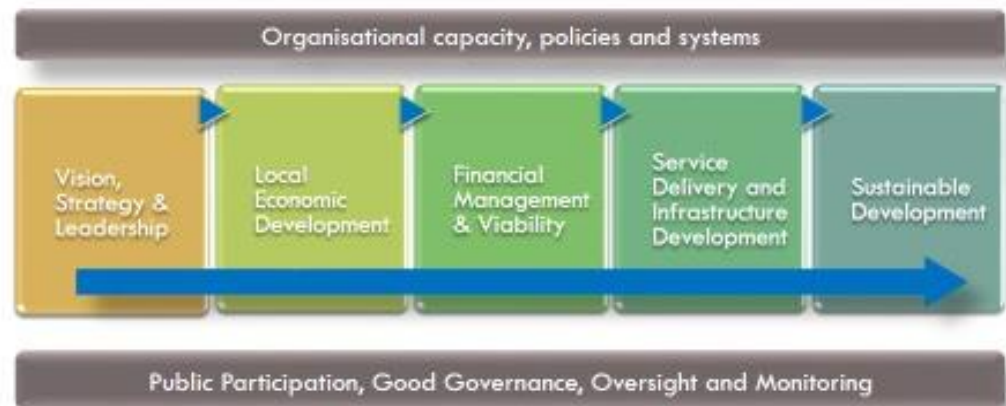 Organisational capacity, policies and systems
Vision,
Strategy &
Leadership
Local
Economic
Development
Financial
Management
& Viability
Service
Delivery and
Infrastructure
Development
Sustainable
Development
Public Participation, Good Governance, Oversight and Monitoring